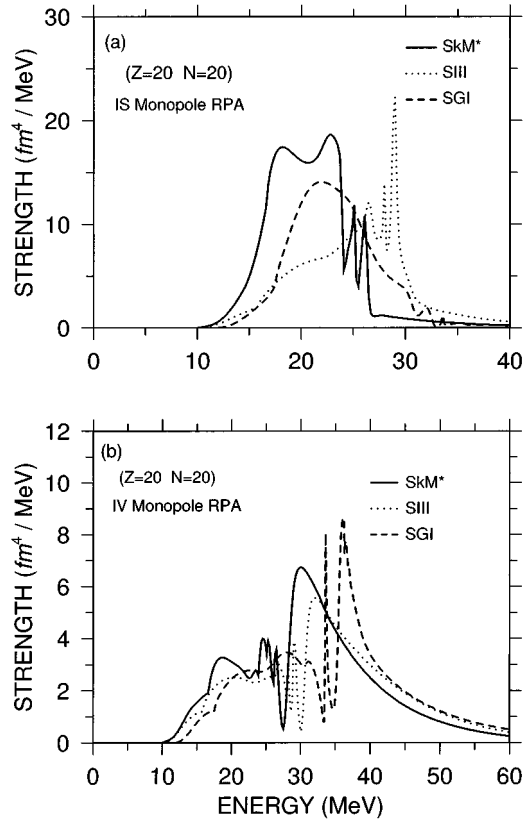 (a)
(Z=20 N=20)
IS Monopole RPA
SkM*
SIII
SGI
STRENGTH (fm⁴ / MeV)
30
20
10
0
0 10 20 30 40
(b)
(Z=20 N=20)
IV Monopole RPA
SkM*
SIII
SGI
STRENGTH (fm⁴ / MeV)
12
10
8
6
4
2
0
0 10 20 30 40 50 60
ENERGY (MeV)